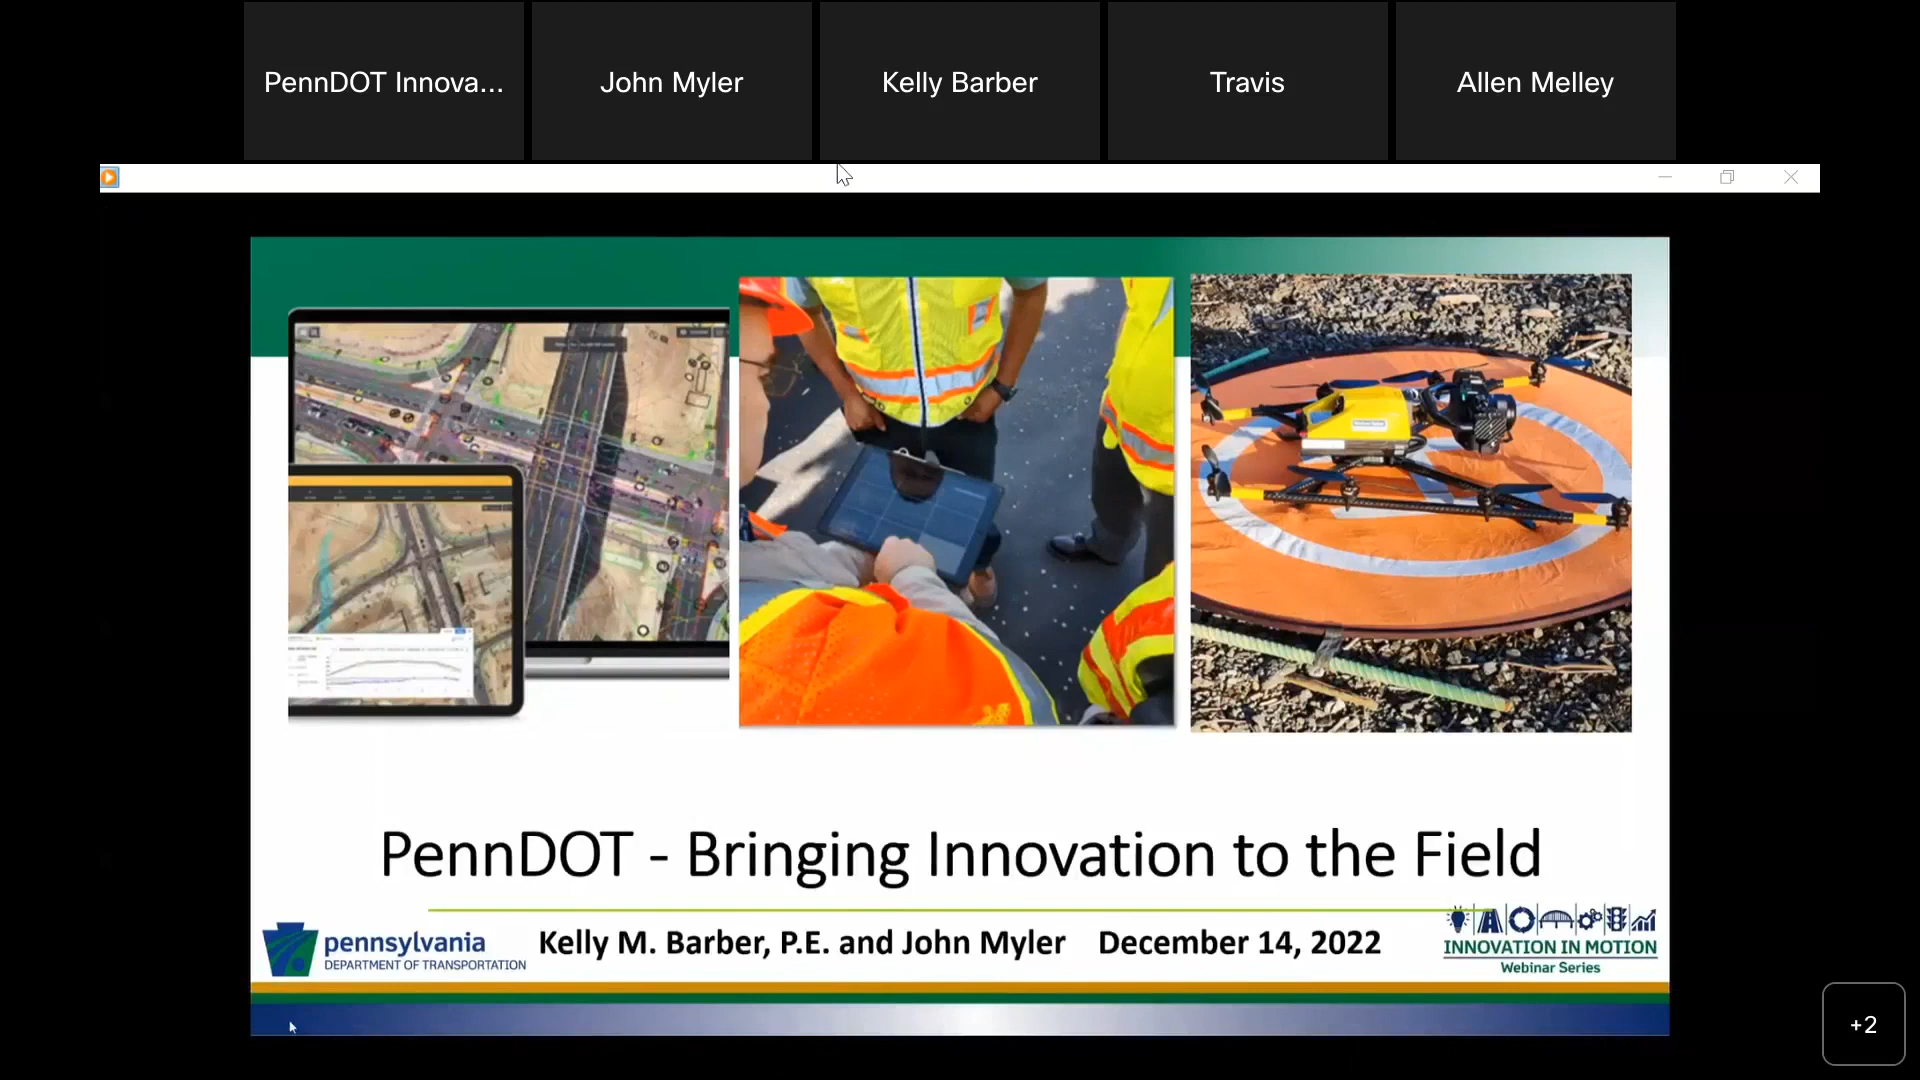 PennDOT Innova...
John Myler
Kelly Barber
Travis
Allen Melley
PennDOT - Bringing Innovation to the Field
pennsylvania
DEPARTMENT OF TRANSPORTATION
Kelly M. Barber, P.E. and John Myler December 14, 2022
INNOVATION IN MOTION
Webinar Series
+2